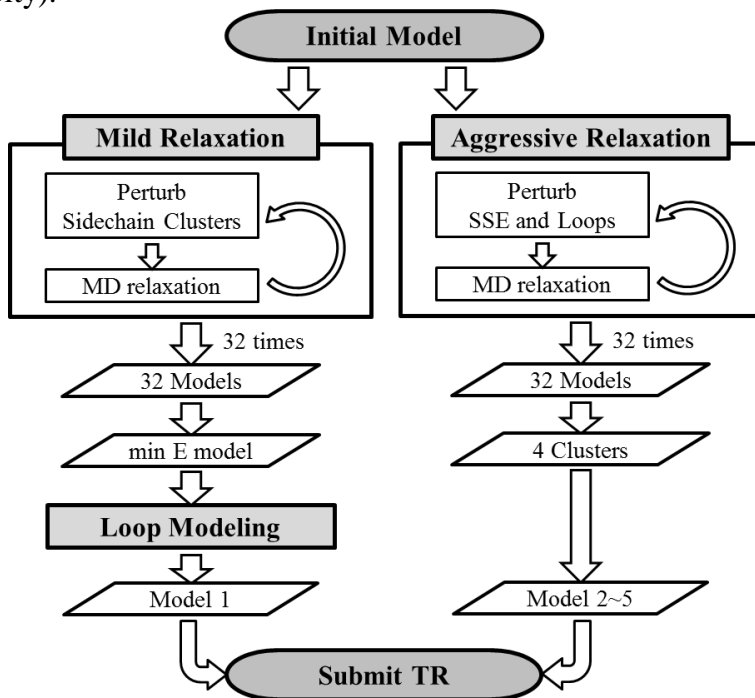 Initial Model
Mild Relaxation
Perturb
Sidechain Clusters
MD relaxation
32 times
32 Models
min E model
Loop Modeling
Model 1
Aggressive Relaxation
Perturb
SSE and Loops
MD relaxation
32 times
32 Models
4 Clusters
Model 2~5
Submit TR